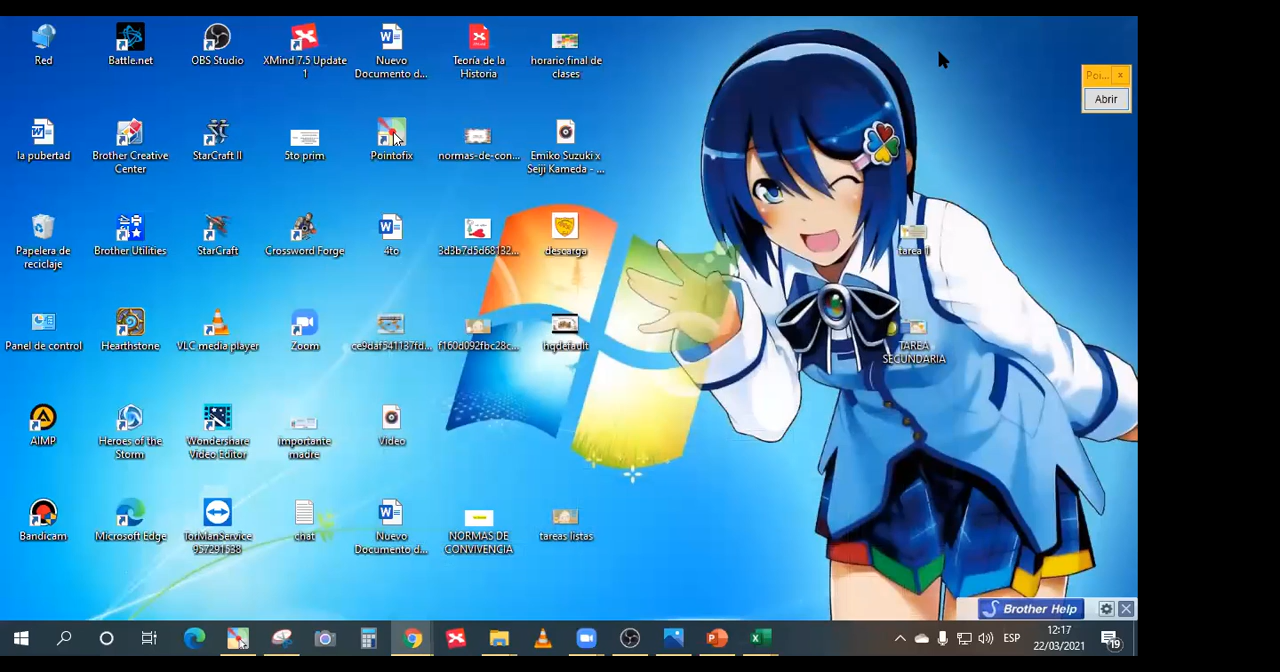 Red
Battle.net
OBS Studio
XMind 7.5 Update
1
Nuevo
Documento d...
Teoría de la
Historia
horario final de
clases
Poi...
x
Abrir
la pubertad
Brother Creative
Center
StarCraft II
5to prim
Pointofix
normas-de-con...
Emiko Suzuki x
Seiji Kameda - ...
Papelera de
reciclaje
Brother Utilities
StarCraft
Crossword Forge
4to
3d3b7d5d68132...
descarga
tarea 1
Panel de control
Hearthstone
VLC media player
Zoom
ce9daf541137fd...
f160d092fbc28c...
hqdefault
TAREA
SECUNDARIA
AIMP
Heroes of the
Storm
Wondershare
Video Editor
importante
madre
Video
Bandicam
Microsoft Edge
TorManService
957291538
chat
Nuevo
Documento d...
NORMAS DE
CONVIVENCIA
tareas listas
Brother Help
ESP
12:17
22/03/2021
19